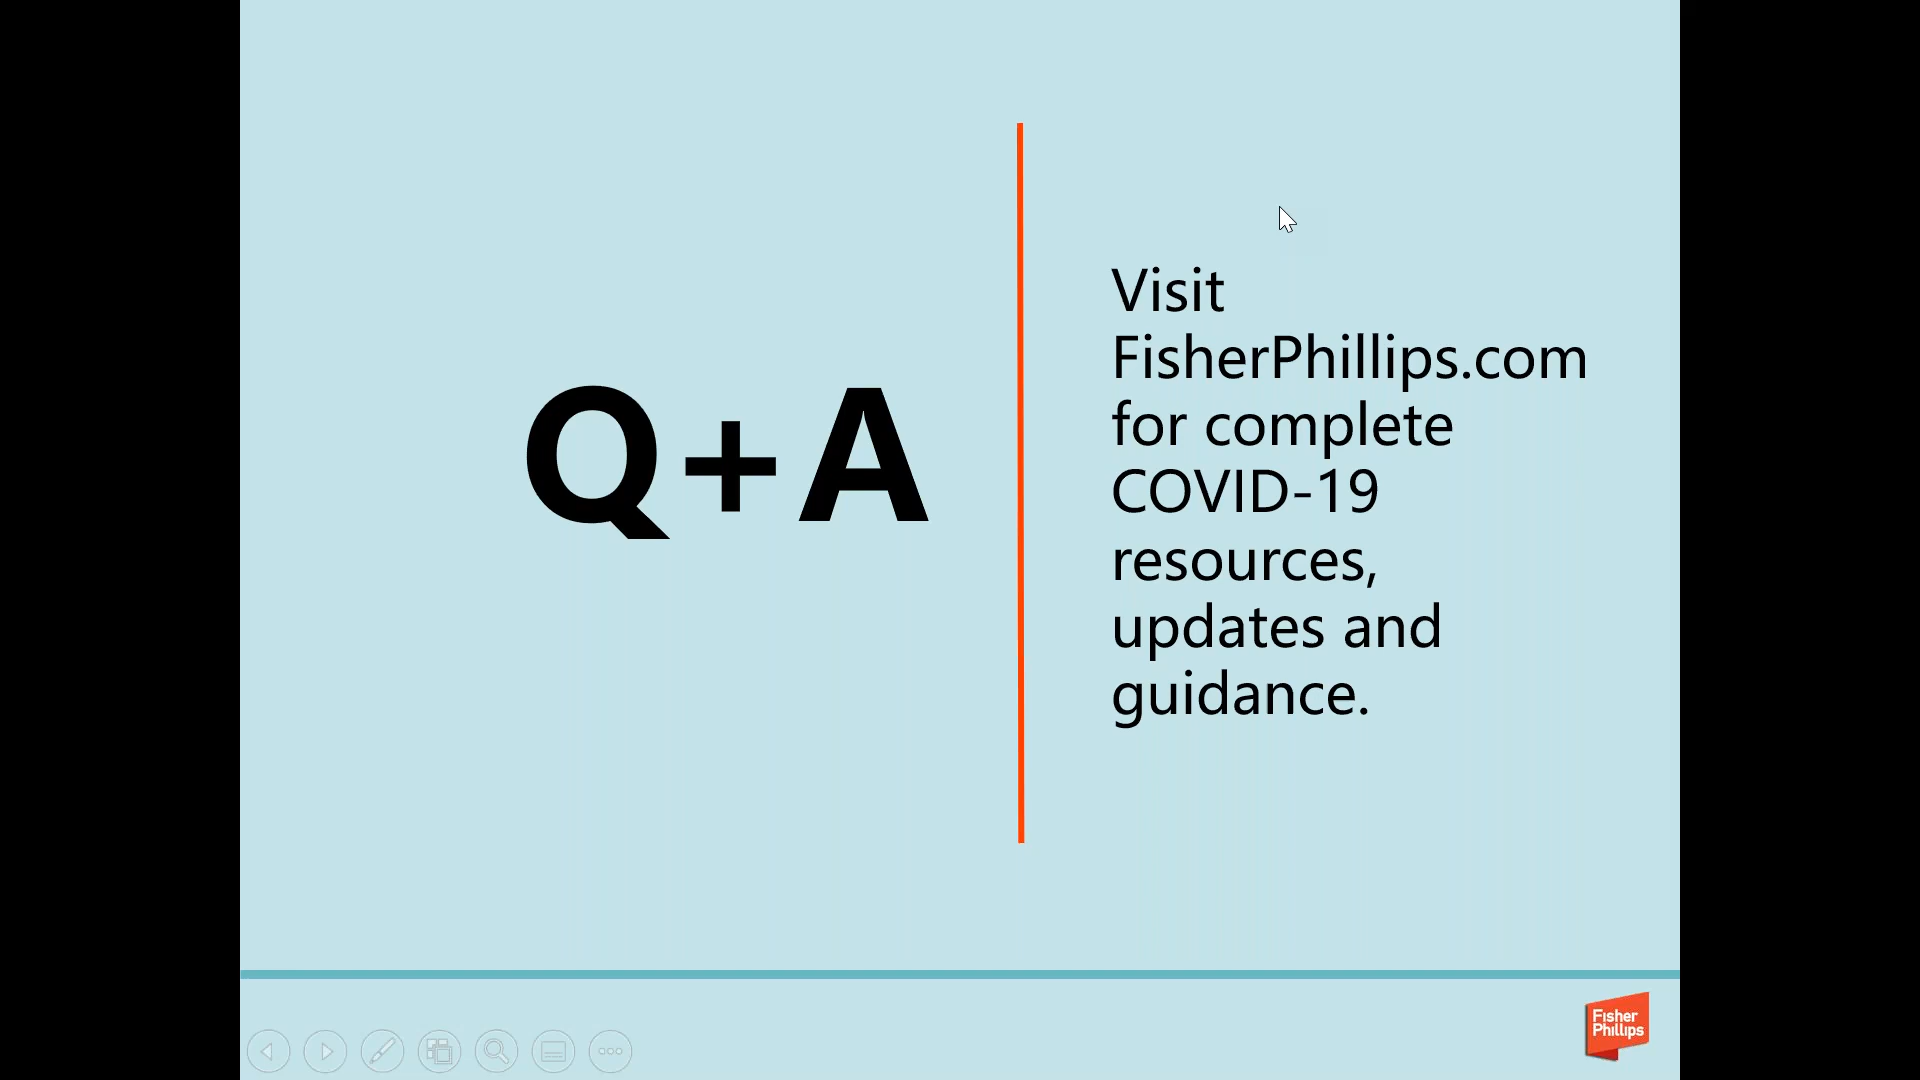 Q+A
Visit
FisherPhillips.com
for complete
COVID-19
resources,
updates and
guidance.
Fisher
Phillips